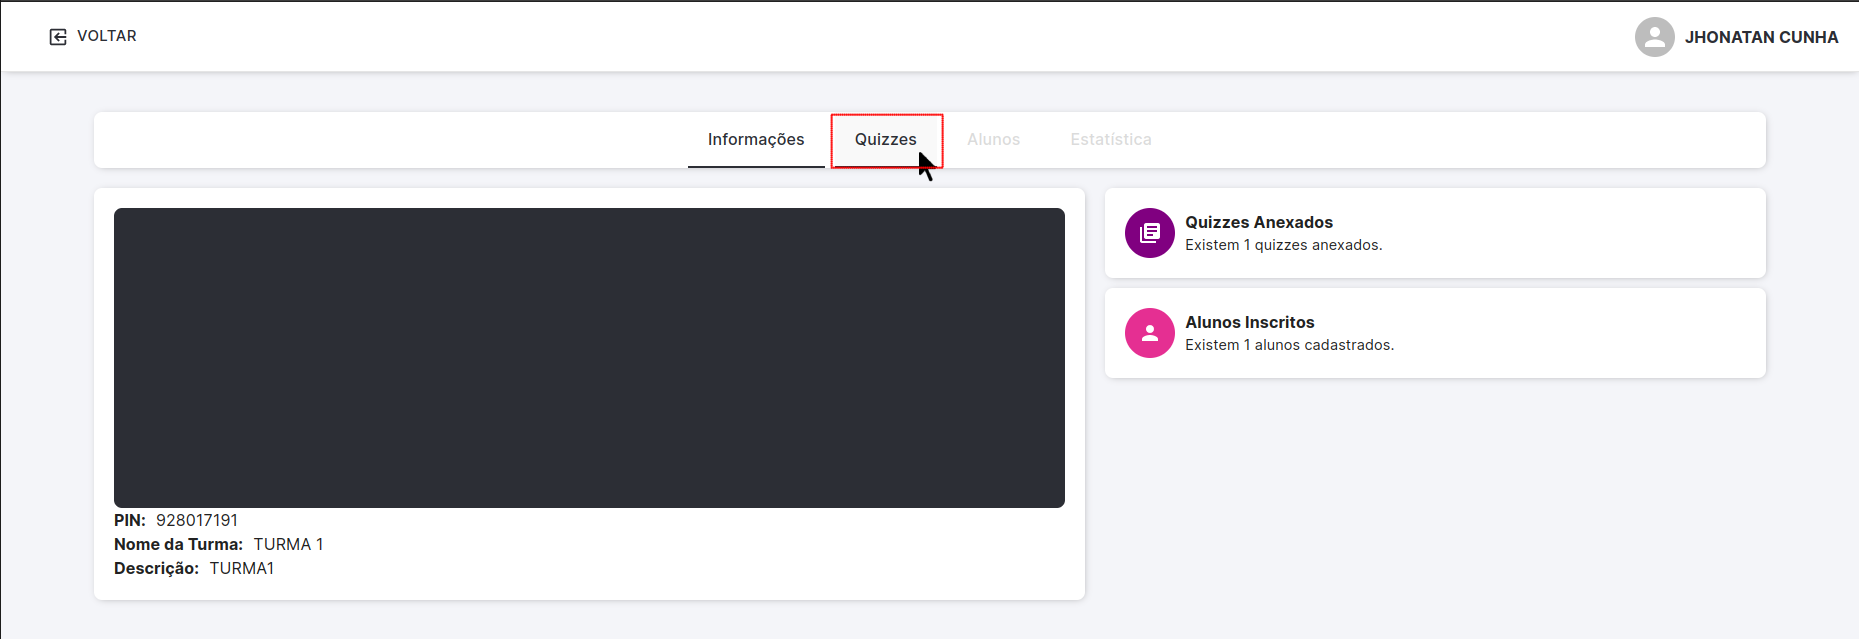 VOLTAR
JHONATAN CUNHA
Informações
Quizzes
Alunos
Estatística
Quizzes Anexados
Existem 1 quizzes anexados.
Alunos Inscritos
Existem 1 alunos cadastrados.
PIN: 928017191
Nome da Turma: TURMA 1
Descrição: TURMA1